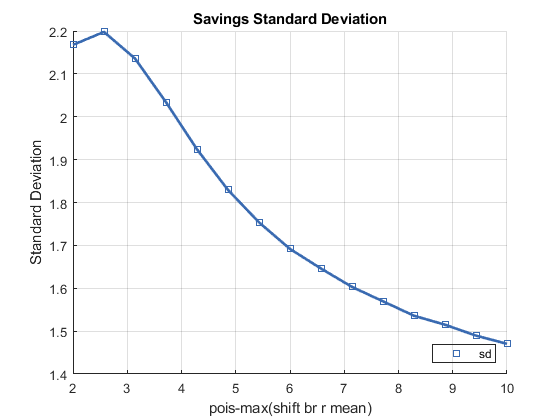 Savings Standard Deviation
2.2
2.1
2
1.9
1.8
1.7
1.6
1.5
1.4
Standard Deviation
sd
2 3 4 5 6 7 8 9 10
pois-max(shift br r mean)